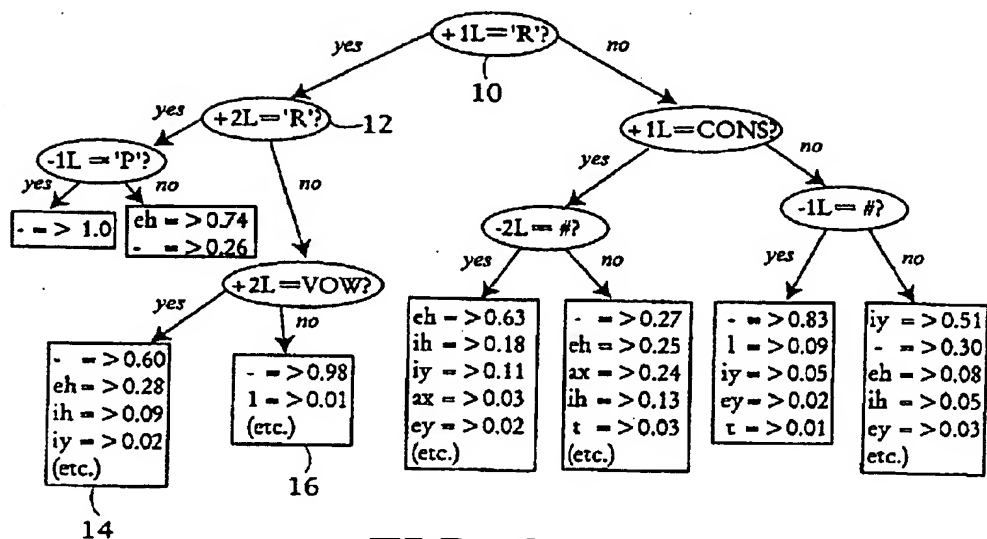 +1L=='R'?
yes
no
10
+2L=='R'?
12
+1L=CONS?
yes
no
yes
no
-1L =='P'?
yes
no
- = > 1.0
eh = >0.74
- = >0.26
-2L== #?
-1L== #?
yes
no
yes
no
+2L==VOW?
yes
no
- = >0.60
eh = >0.28
ih = >0.09
iy = >0.02
(etc.)
14
- = >0.98
l = >0.01
(etc.)
16
eh = >0.63
ih = >0.18
iy = >0.11
ax = >0.03
ey = >0.02
(etc.)
- = >0.27
eh = >0.25
ax = >0.24
ih = >0.13
t = >0.03
(etc.)
- = >0.83
l = >0.09
iy = >0.05
ey = >0.02
t = >0.01
iy = >0.51
- = >0.30
eh = >0.08
ih = >0.05
ey = >0.03
etc.)